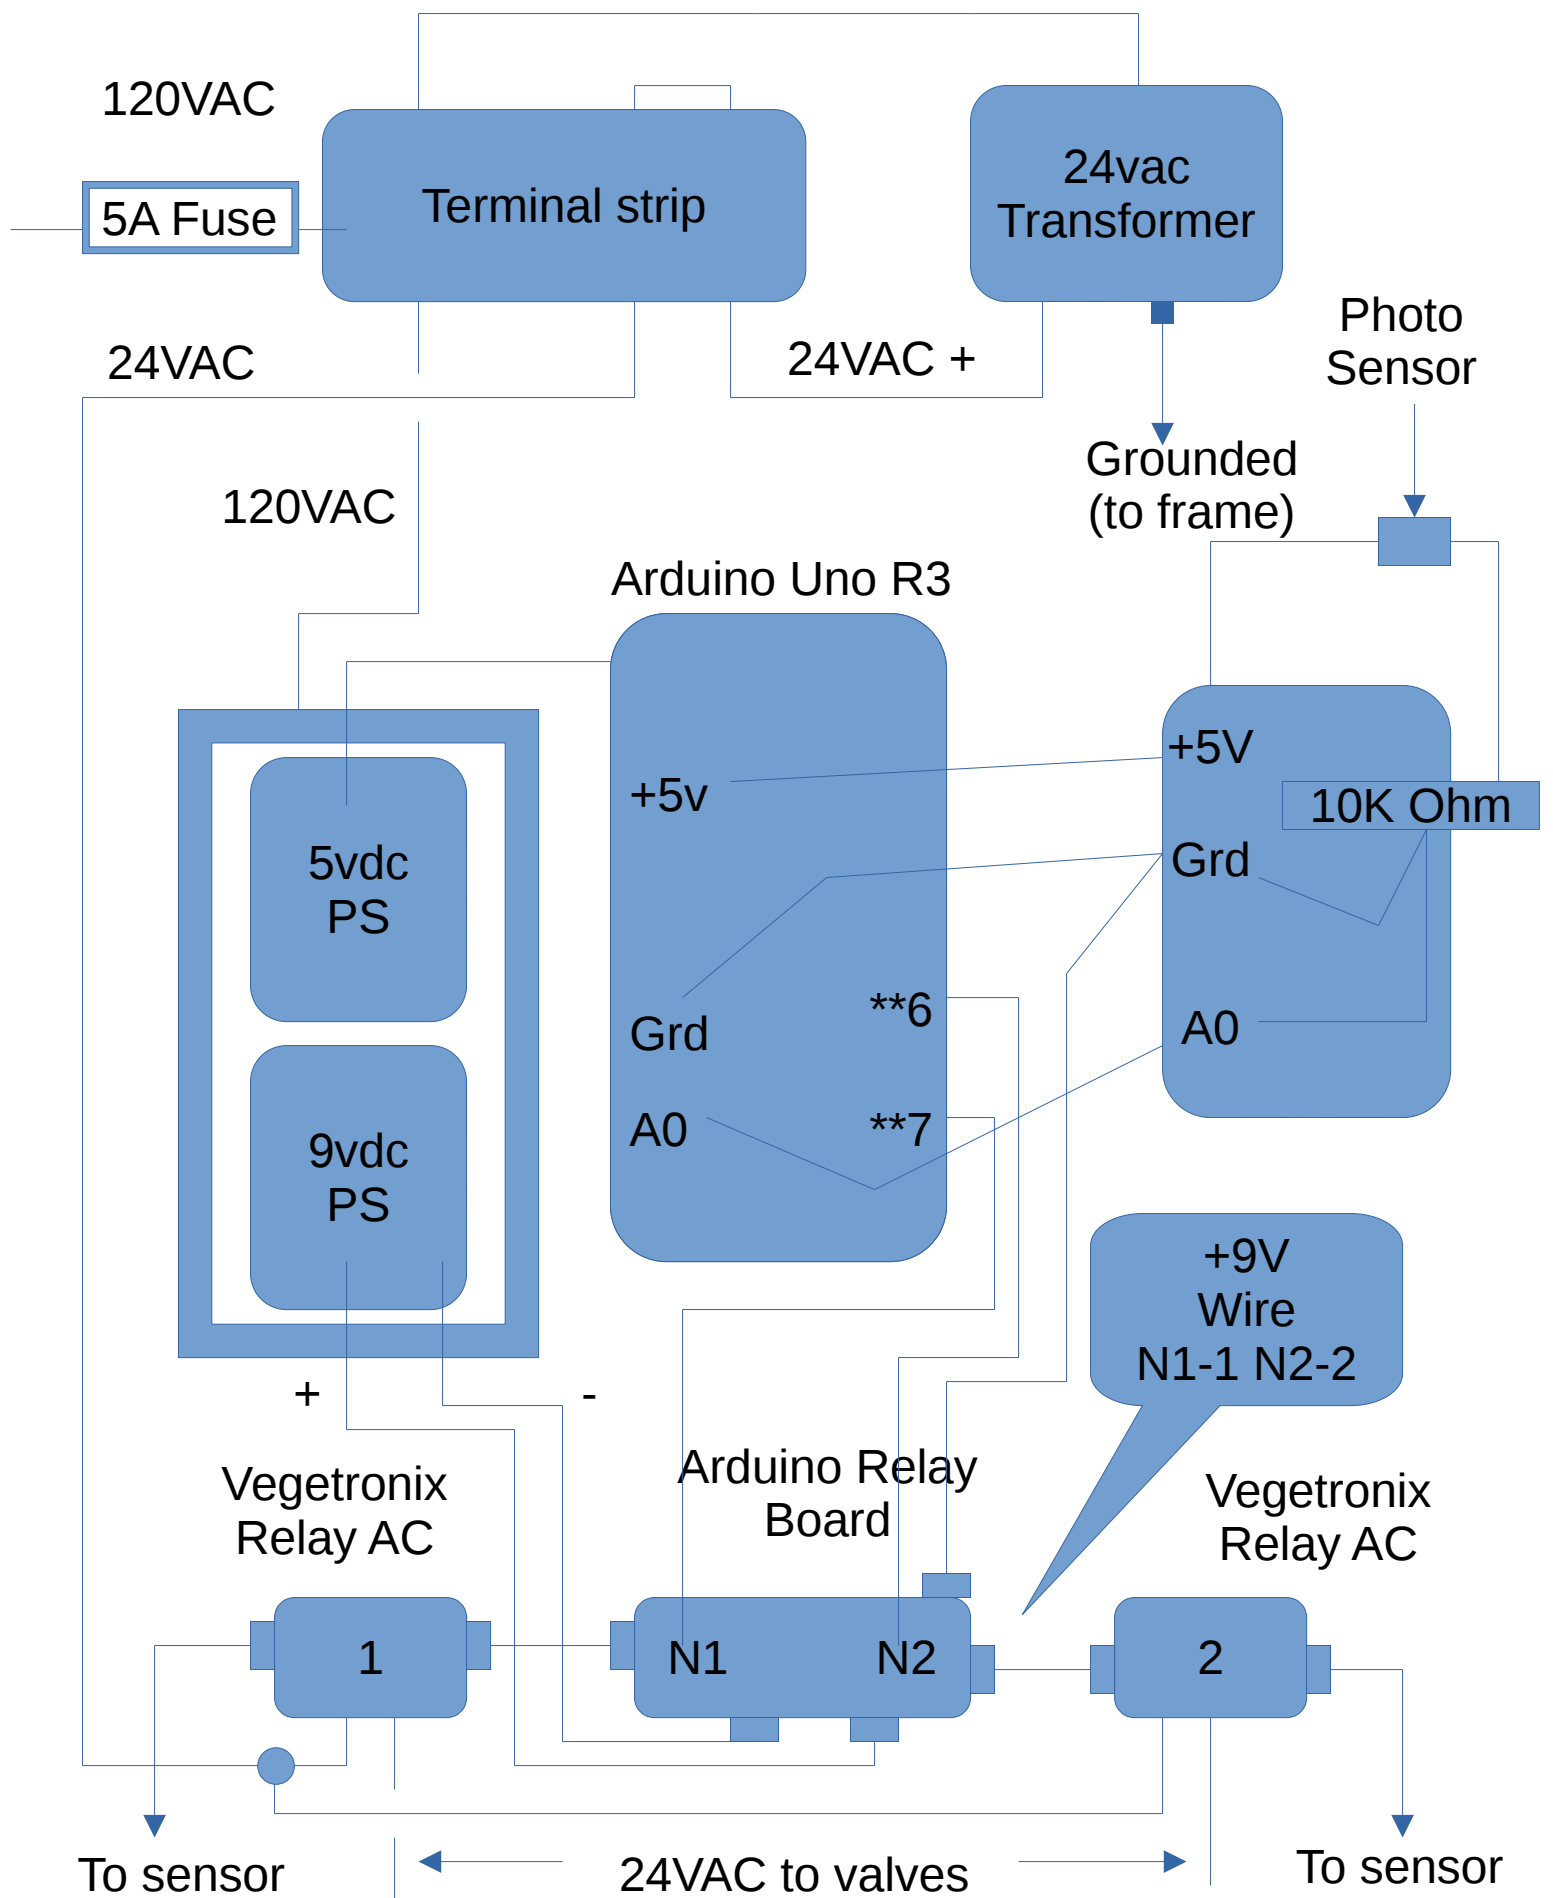 120VAC
5A Fuse
Terminal strip
24vac
Transformer
24VAC
24VAC +
Photo
Sensor
Grounded
(to frame)
120VAC
Arduino Uno R3
+5v
+5V
10K Ohm
5vdc
PS
Grd
**6
Grd
A0
A0
**7
9vdc
PS
+9V
Wire
N1-1 N2-2
+
-
Vegetronix
Relay AC
Arduino Relay
Board
Vegetronix
Relay AC
1
N1
N2
2
To sensor
24VAC to valves
To sensor